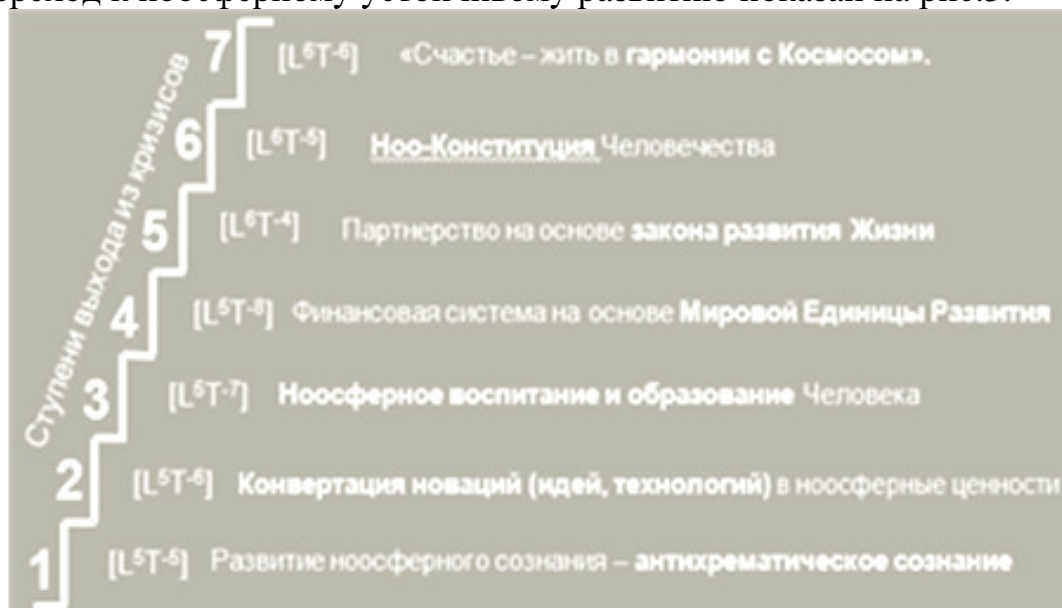 переход к ноосферному устойчивому развитию показан на рис.3.
Ступени выхода из кризисов
7 [L⁶T⁻⁶] «Счастье – жить в гармонии с Космосом».
6 [L⁶T⁻⁵] Ноо-Конституция Человечества
5 [L⁶T⁻⁴] Партнерство на основе закона развития Жизни
4 [L⁵T⁻⁸] Финансовая система на основе Мировой Единицы Развития
3 [L⁵T⁻⁷] Ноосферное воспитание и образование Человека
2 [L⁵T⁻⁶] Конвертация новаций (идей, технологий) в ноосферные ценности
1 [L⁵T⁻⁵] Развитие ноосферного сознания – антихрематическое сознание